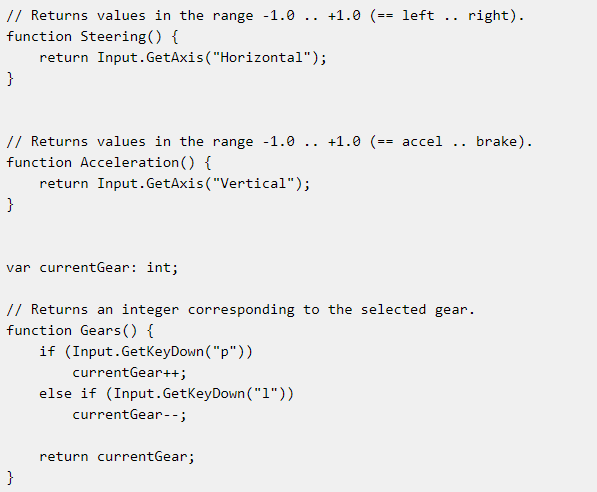 // Returns values in the range -1.0 .. +1.0 (== left .. right).
function Steering() {
    return Input.GetAxis("Horizontal");
}
// Returns values in the range -1.0 .. +1.0 (== accel .. brake).
function Acceleration() {
    return Input.GetAxis("Vertical");
}
var currentGear: int;
// Returns an integer corresponding to the selected gear.
function Gears() {
    if (Input.GetKeyDown("p"))
        currentGear++;
    else if (Input.GetKeyDown("l"))
        currentGear--;
    return currentGear;
}